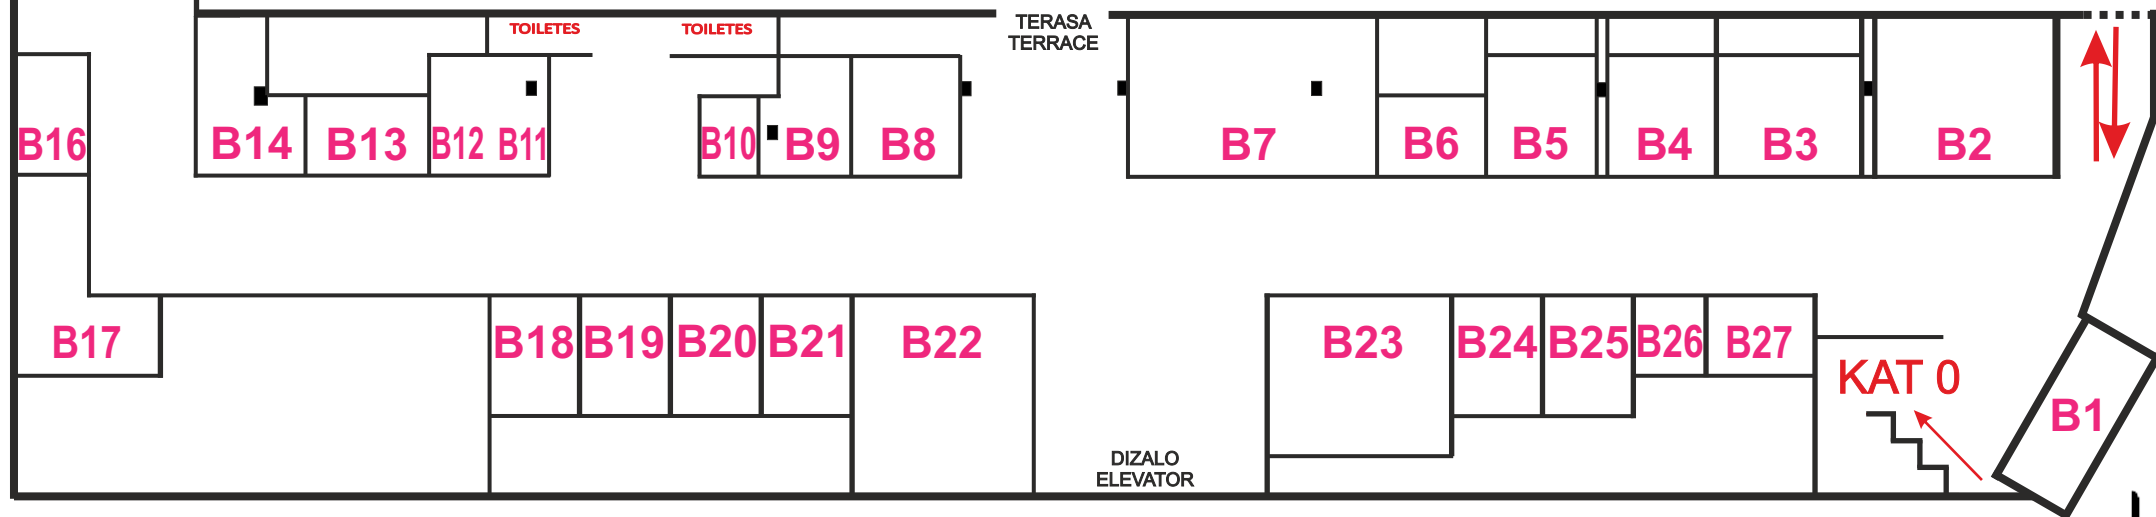 TOILETES
TOILETES
TERASA
TERRACE
B16
B14
B13
B12
B11
B10
B9
B8
B7
B6
B5
B4
B3
B2
B17
B18
B19
B20
B21
B22
B23
B24
B25
B26
B27
KAT 0
B1
DIZALO
ELEVATOR